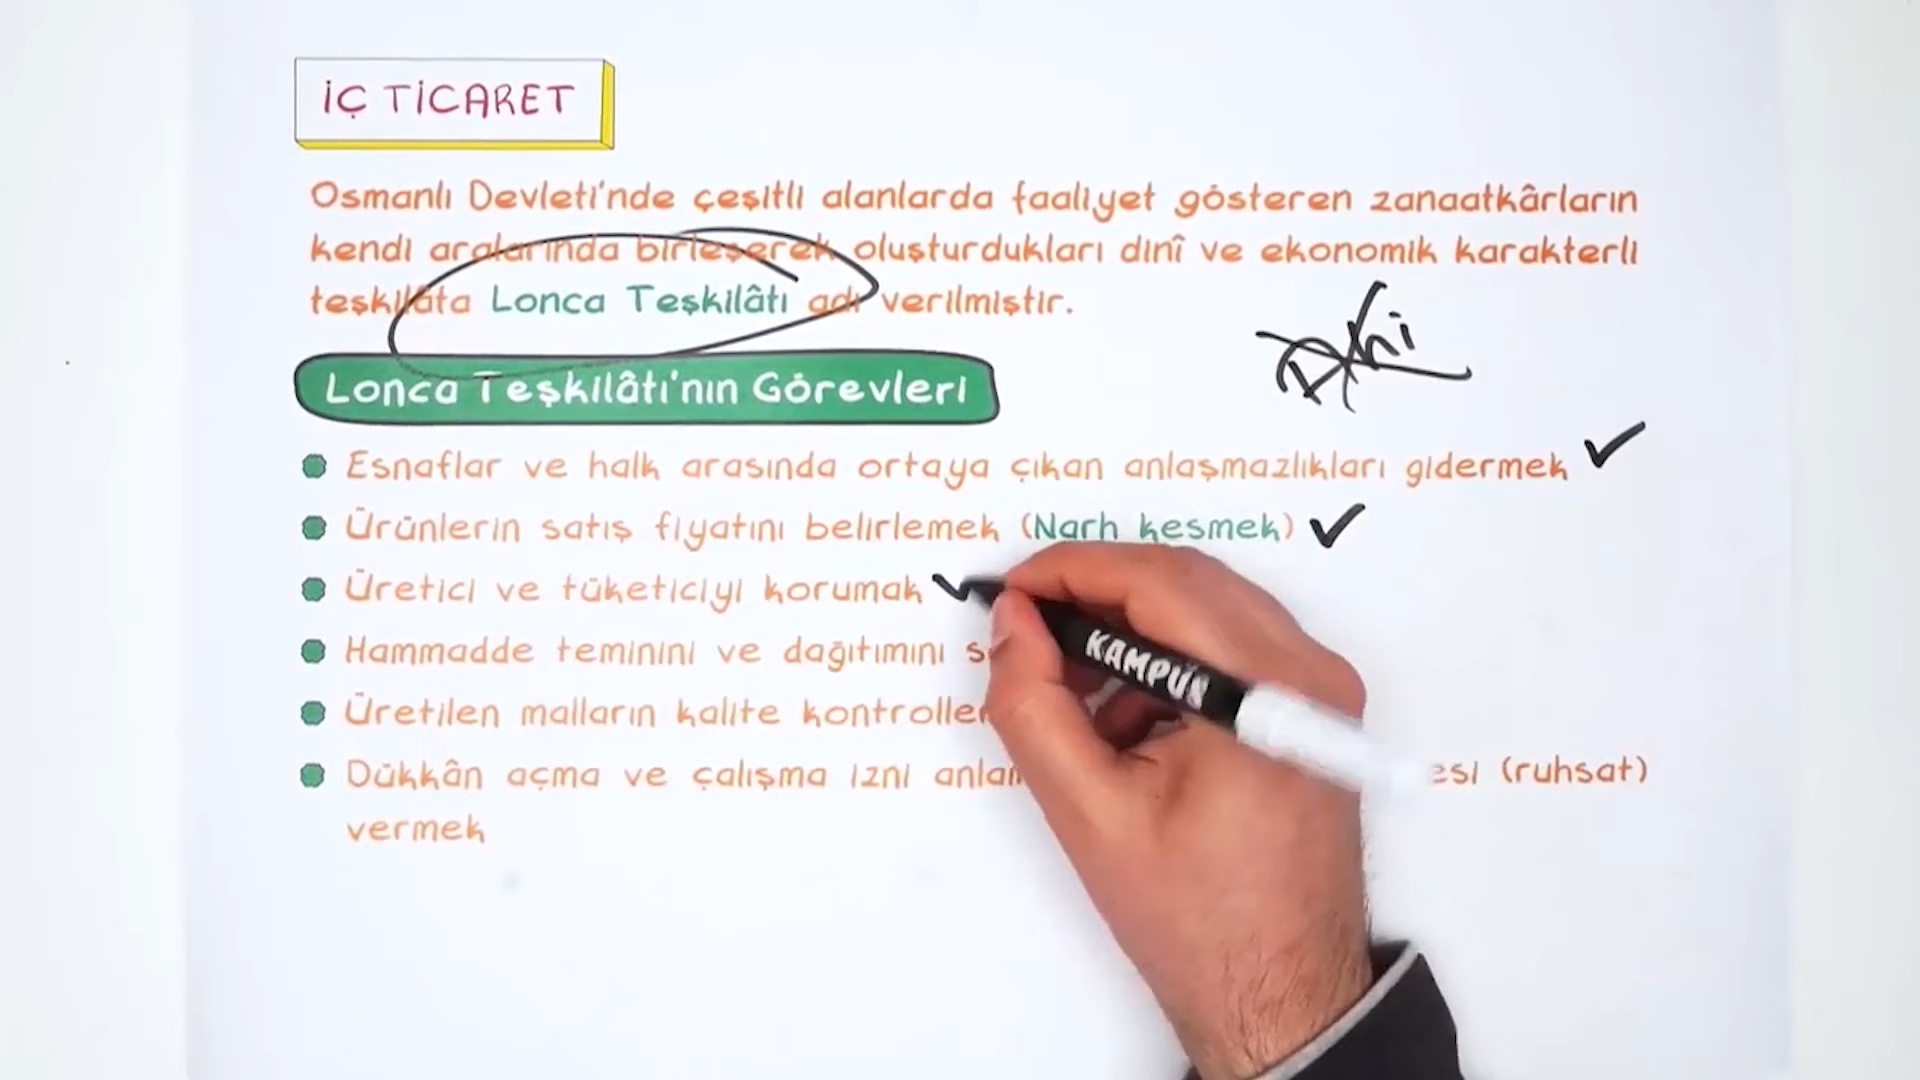 İÇ TİCARET
Osmanlı Devleti'nde çeşitli alanlarda faaliyet gösteren zanaatkârların
kendi aralarında birleşerek oluşturdukları dinî ve ekonomik karakterli
teşkilâta Lonca Teşkilâtı adı verilmiştir.
Ahi
Lonca Teşkilâtı'nın Görevleri
Esnaflar ve halk arasında ortaya çıkan anlaşmazlıkları gidermek
Ürünlerin satış fiyatını belirlemek (Narh kesmek)
Üretici ve tüketiciyi korumak
Hammadde teminini ve dağıtımını
Üretilen malların kalite
Dükkân açma ve çalışma izni (ruhsat)
vermek
KAMPÜS